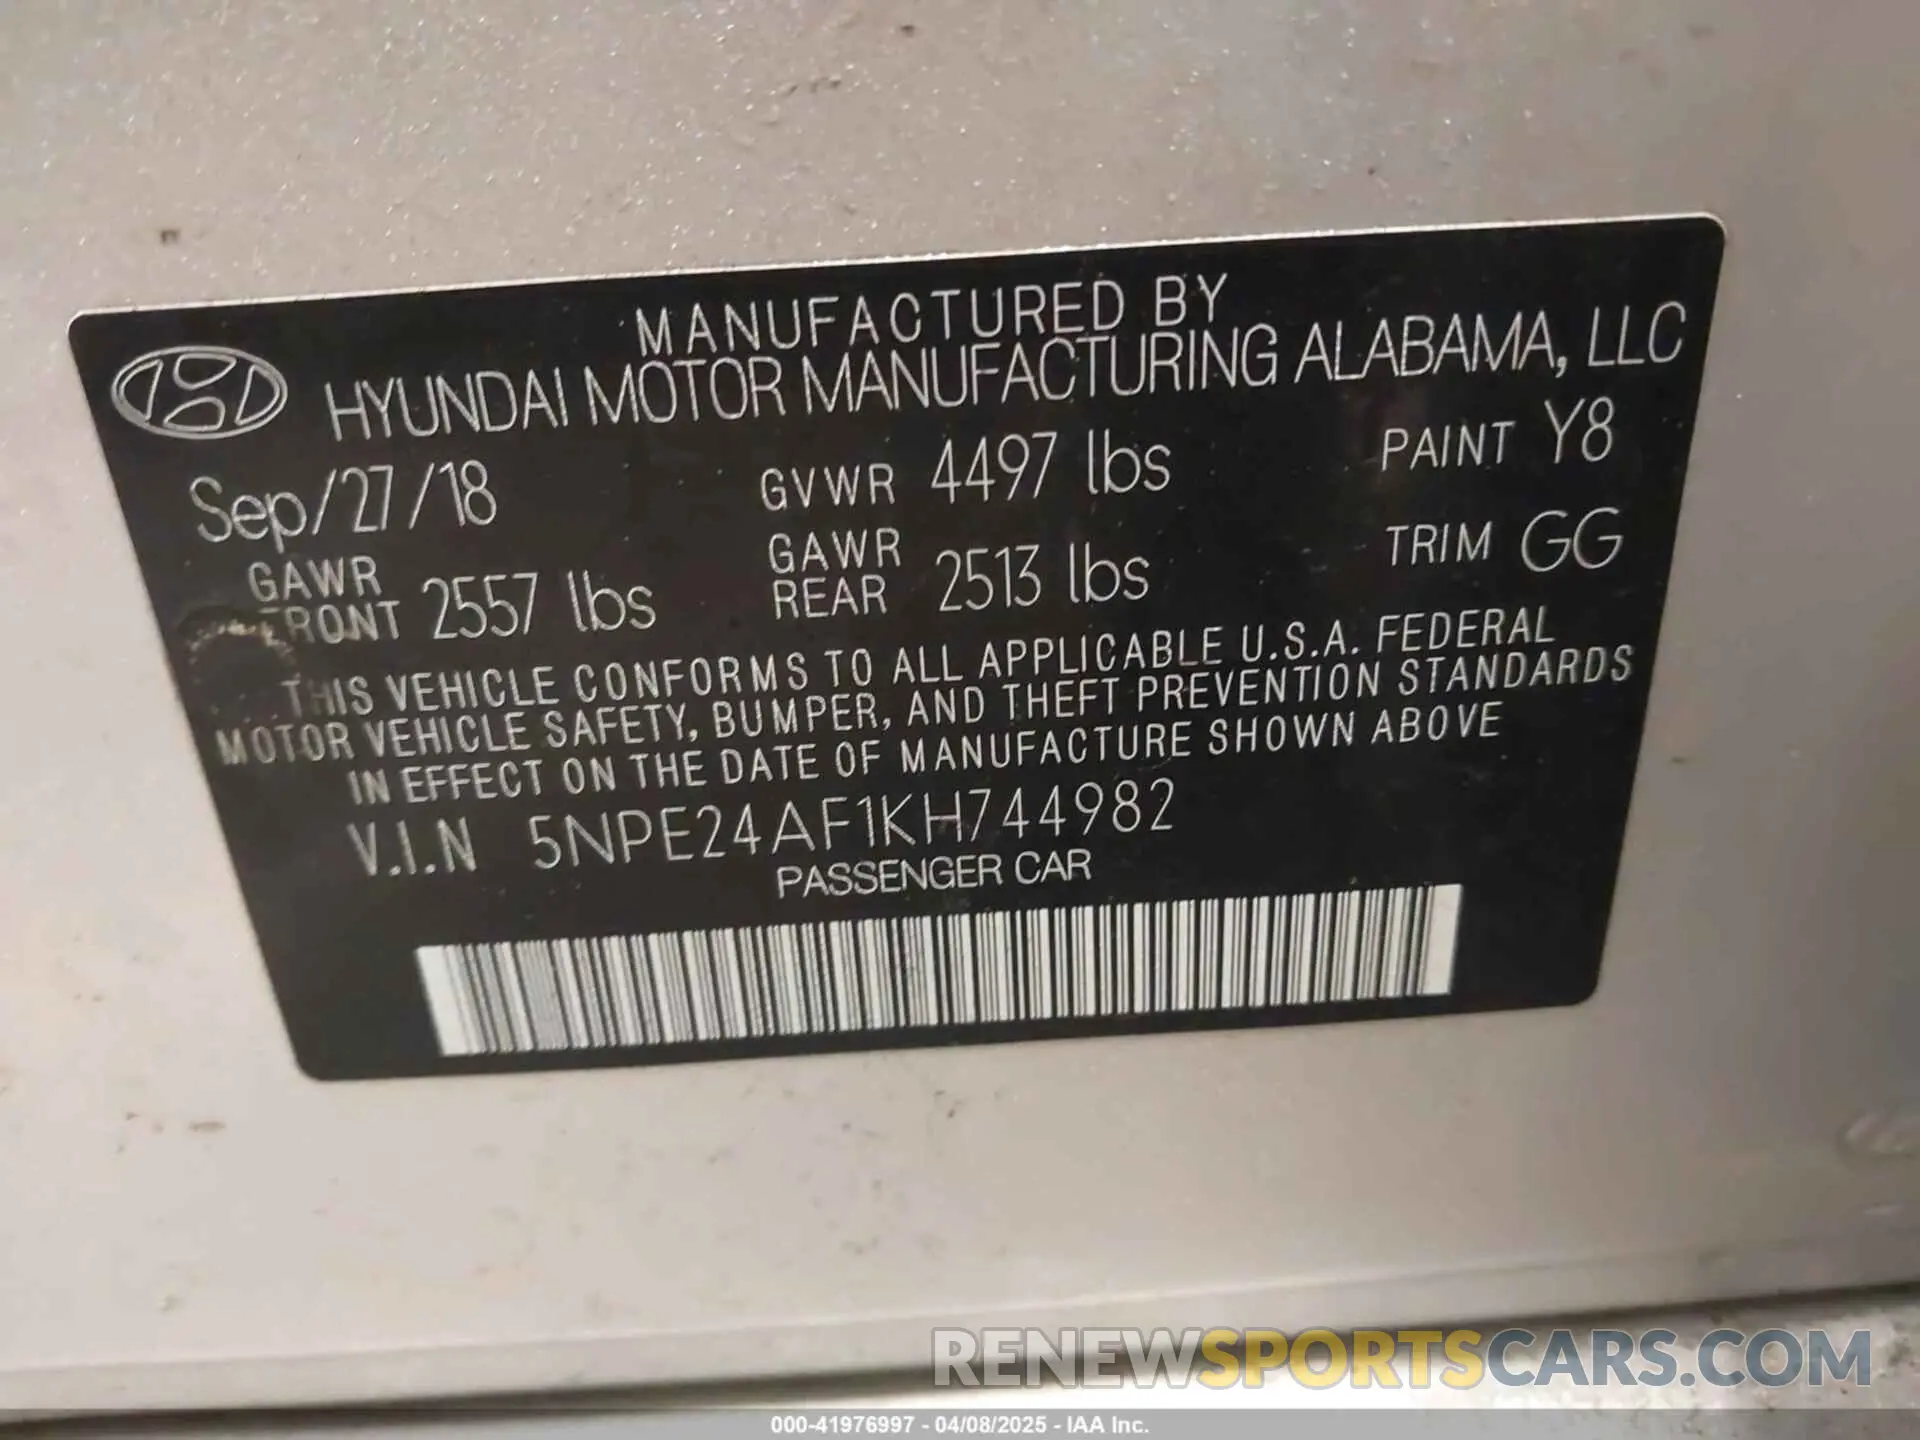 MANUFACTURED BY
HYUNDAI MOTOR MANUFACTURING ALABAMA, LLC
Sep/27/18 GVWR 4497 lbs PAINT Y8
GAWR FRONT 2557 lbs GAWR REAR 2513 lbs TRIM GG
THIS VEHICLE CONFORMS TO ALL APPLICABLE U.S.A. FEDERAL
MOTOR VEHICLE SAFETY, BUMPER, AND THEFT PREVENTION STANDARDS
IN EFFECT ON THE DATE OF MANUFACTURE SHOWN ABOVE
V.I.N 5NPE24AF1KH744982
PASSENGER CAR
RENEWSPORTSCARS.COM
000-41976997 - 04/08/2025 - IAA Inc.